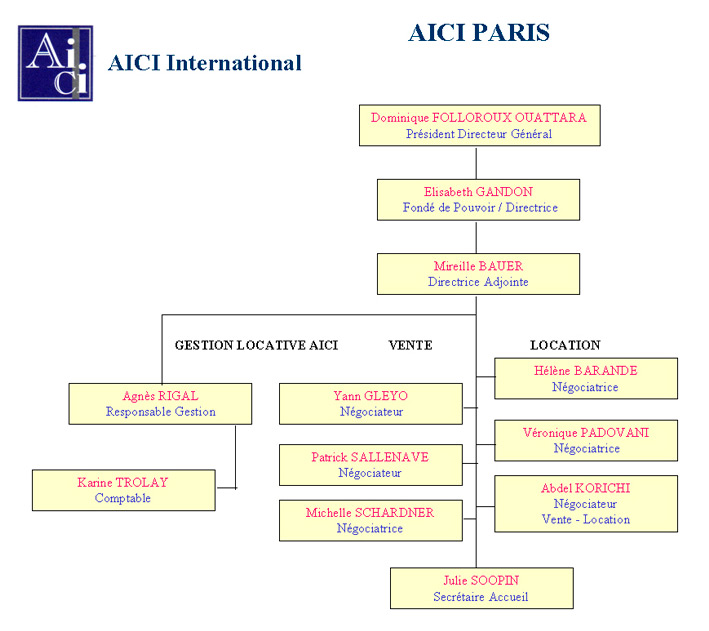 Ai
Ci
AICI International
AICI PARIS
Dominique FOLLOROUX OUATTARA
Président Directeur Général
Elisabeth GANDON
Fondé de Pouvoir / Directrice
Mireille BAUER
Directrice Adjointe
GESTION LOCATIVE AICI
VENTE
LOCATION
Agnès RIGAL
Responsable Gestion
Karine TROLAY
Comptable
Yann GLEYO
Négociateur
Patrick SALLENAVE
Négociateur
Michelle SCHARDNER
Négociatrice
Hélène BARANDE
Négociatrice
Véronique PADOVANI
Négociatrice
Abdel KORICHI
Négociateur
Vente - Location
Julie SOOPIN
Secrétaire Accueil